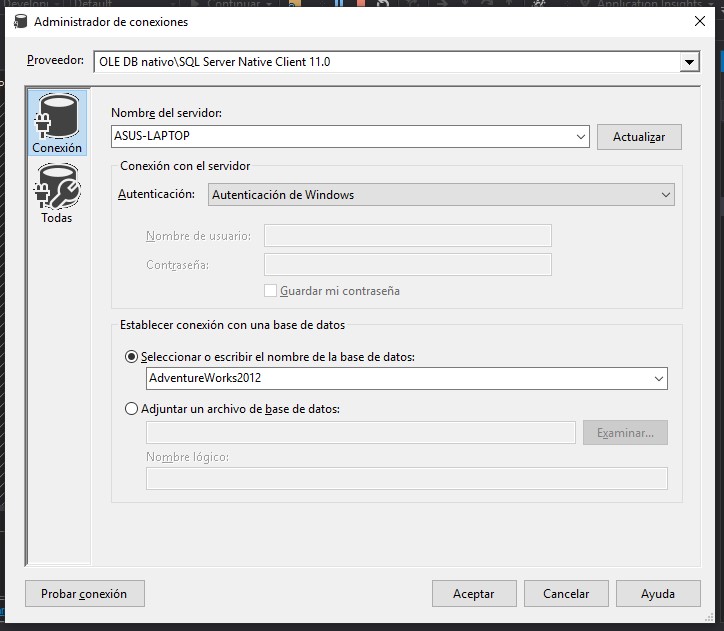 Administrador de conexiones
Proveedor: OLE DB nativo\SQL Server Native Client 11.0
Conexión
Todas
Nombre del servidor:
ASUS-LAPTOP Actualizar
Conexión con el servidor
Autenticación: Autenticación de Windows
Nombre de usuario:
Contraseña:
Guardar mi contraseña
Establecer conexión con una base de datos
Seleccionar o escribir el nombre de la base de datos:
AdventureWorks2012
Adjuntar un archivo de base de datos:
Examinar...
Nombre lógico:
Probar conexión Aceptar Cancelar Ayuda